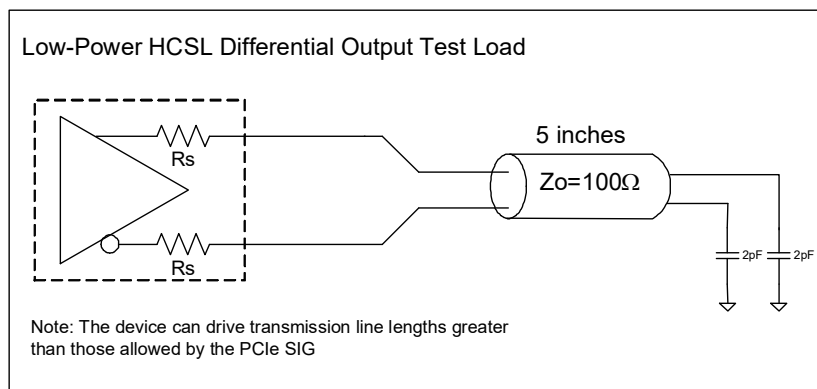 Low-Power HCSL Differential Output Test Load
Rs
5 inches
Zo=100Ω
Rs
2pF
2pF
Note: The device can drive transmission line lengths greater
than those allowed by the PCIe SIG